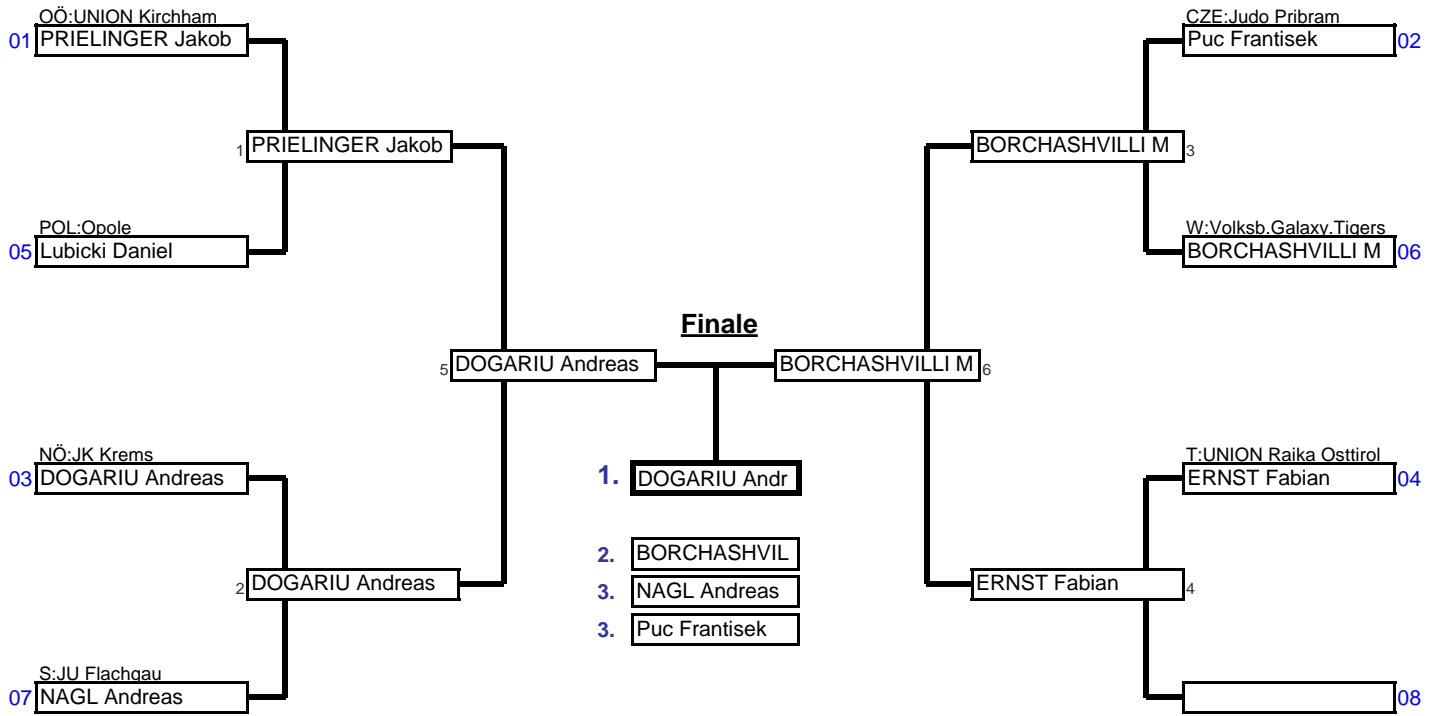 OÖ:UNION Kirchham
01 PRIELINGER Jakob
CZE:Judo Pribram
Puc Frantisek 02
1 PRIELINGER Jakob
BORCHASHVILLI M 3
POL:Opole
05 Lubicki Daniel
W:Volksb.Galaxy.Tigers
BORCHASHVILLI M 06
Finale
5 DOGARIU Andreas
BORCHASHVILLI M 6
NÖ:JK Krems
03 DOGARIU Andreas
1. DOGARIU Andr
T:UNION Raika Osttirol
ERNST Fabian 04
2. BORCHASHVIL
2 DOGARIU Andreas
3. NAGL Andreas
ERNST Fabian 4
3. Puc Frantisek
S:JU Flachgau
07 NAGL Andreas
08